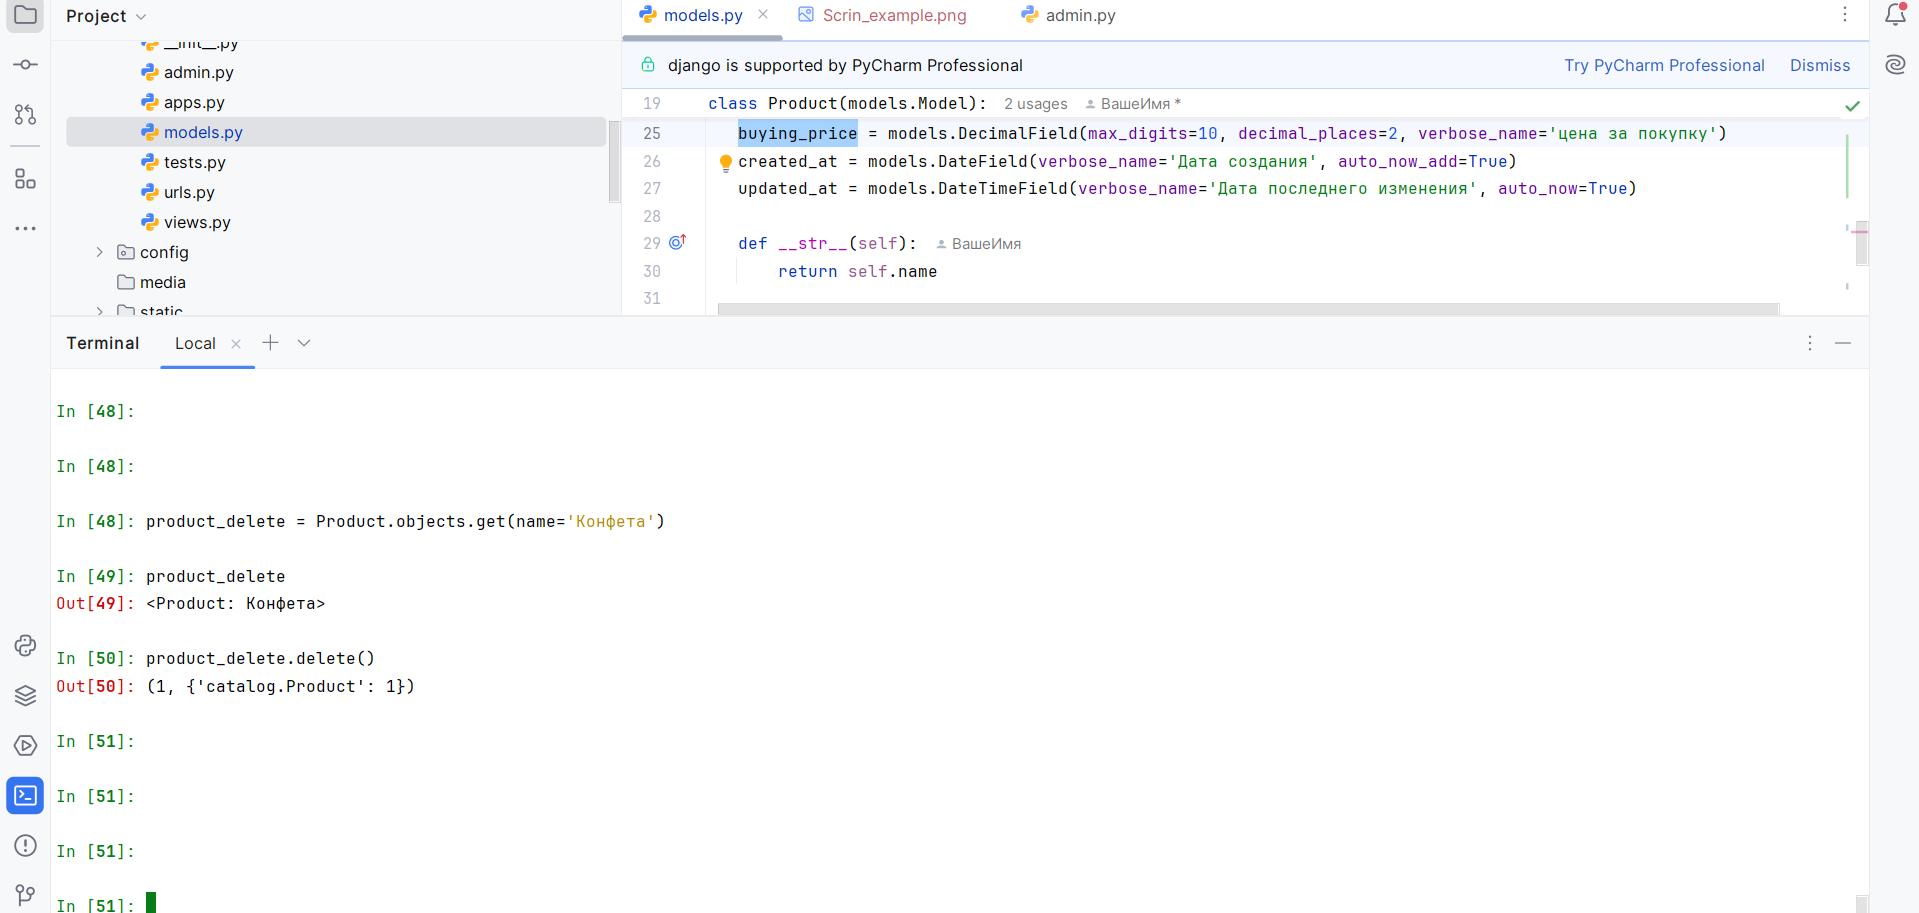 Project
__init__.py
admin.py
apps.py
models.py
tests.py
urls.py
views.py
config
media
static
models.py
Scrin_example.png
admin.py
django is supported by PyCharm Professional
Try PyCharm Professional
Dismiss
19 class Product(models.Model): 2 usages ВашеИмя *
25 buying_price = models.DecimalField(max_digits=10, decimal_places=2, verbose_name='цена за покупку')
26 created_at = models.DateField(verbose_name='Дата создания', auto_now_add=True)
27 updated_at = models.DateTimeField(verbose_name='Дата последнего изменения', auto_now=True)
28
29 def __str__(self): ВашеИмя
30 return self.name
31
Terminal
Local
In [48]:
In [48]:
In [48]: product_delete = Product.objects.get(name='Конфета')
In [49]: product_delete
Out[49]: <Product: Конфета>
In [50]: product_delete.delete()
Out[50]: (1, {'catalog.Product': 1})
In [51]:
In [51]:
In [51]:
In [51]: